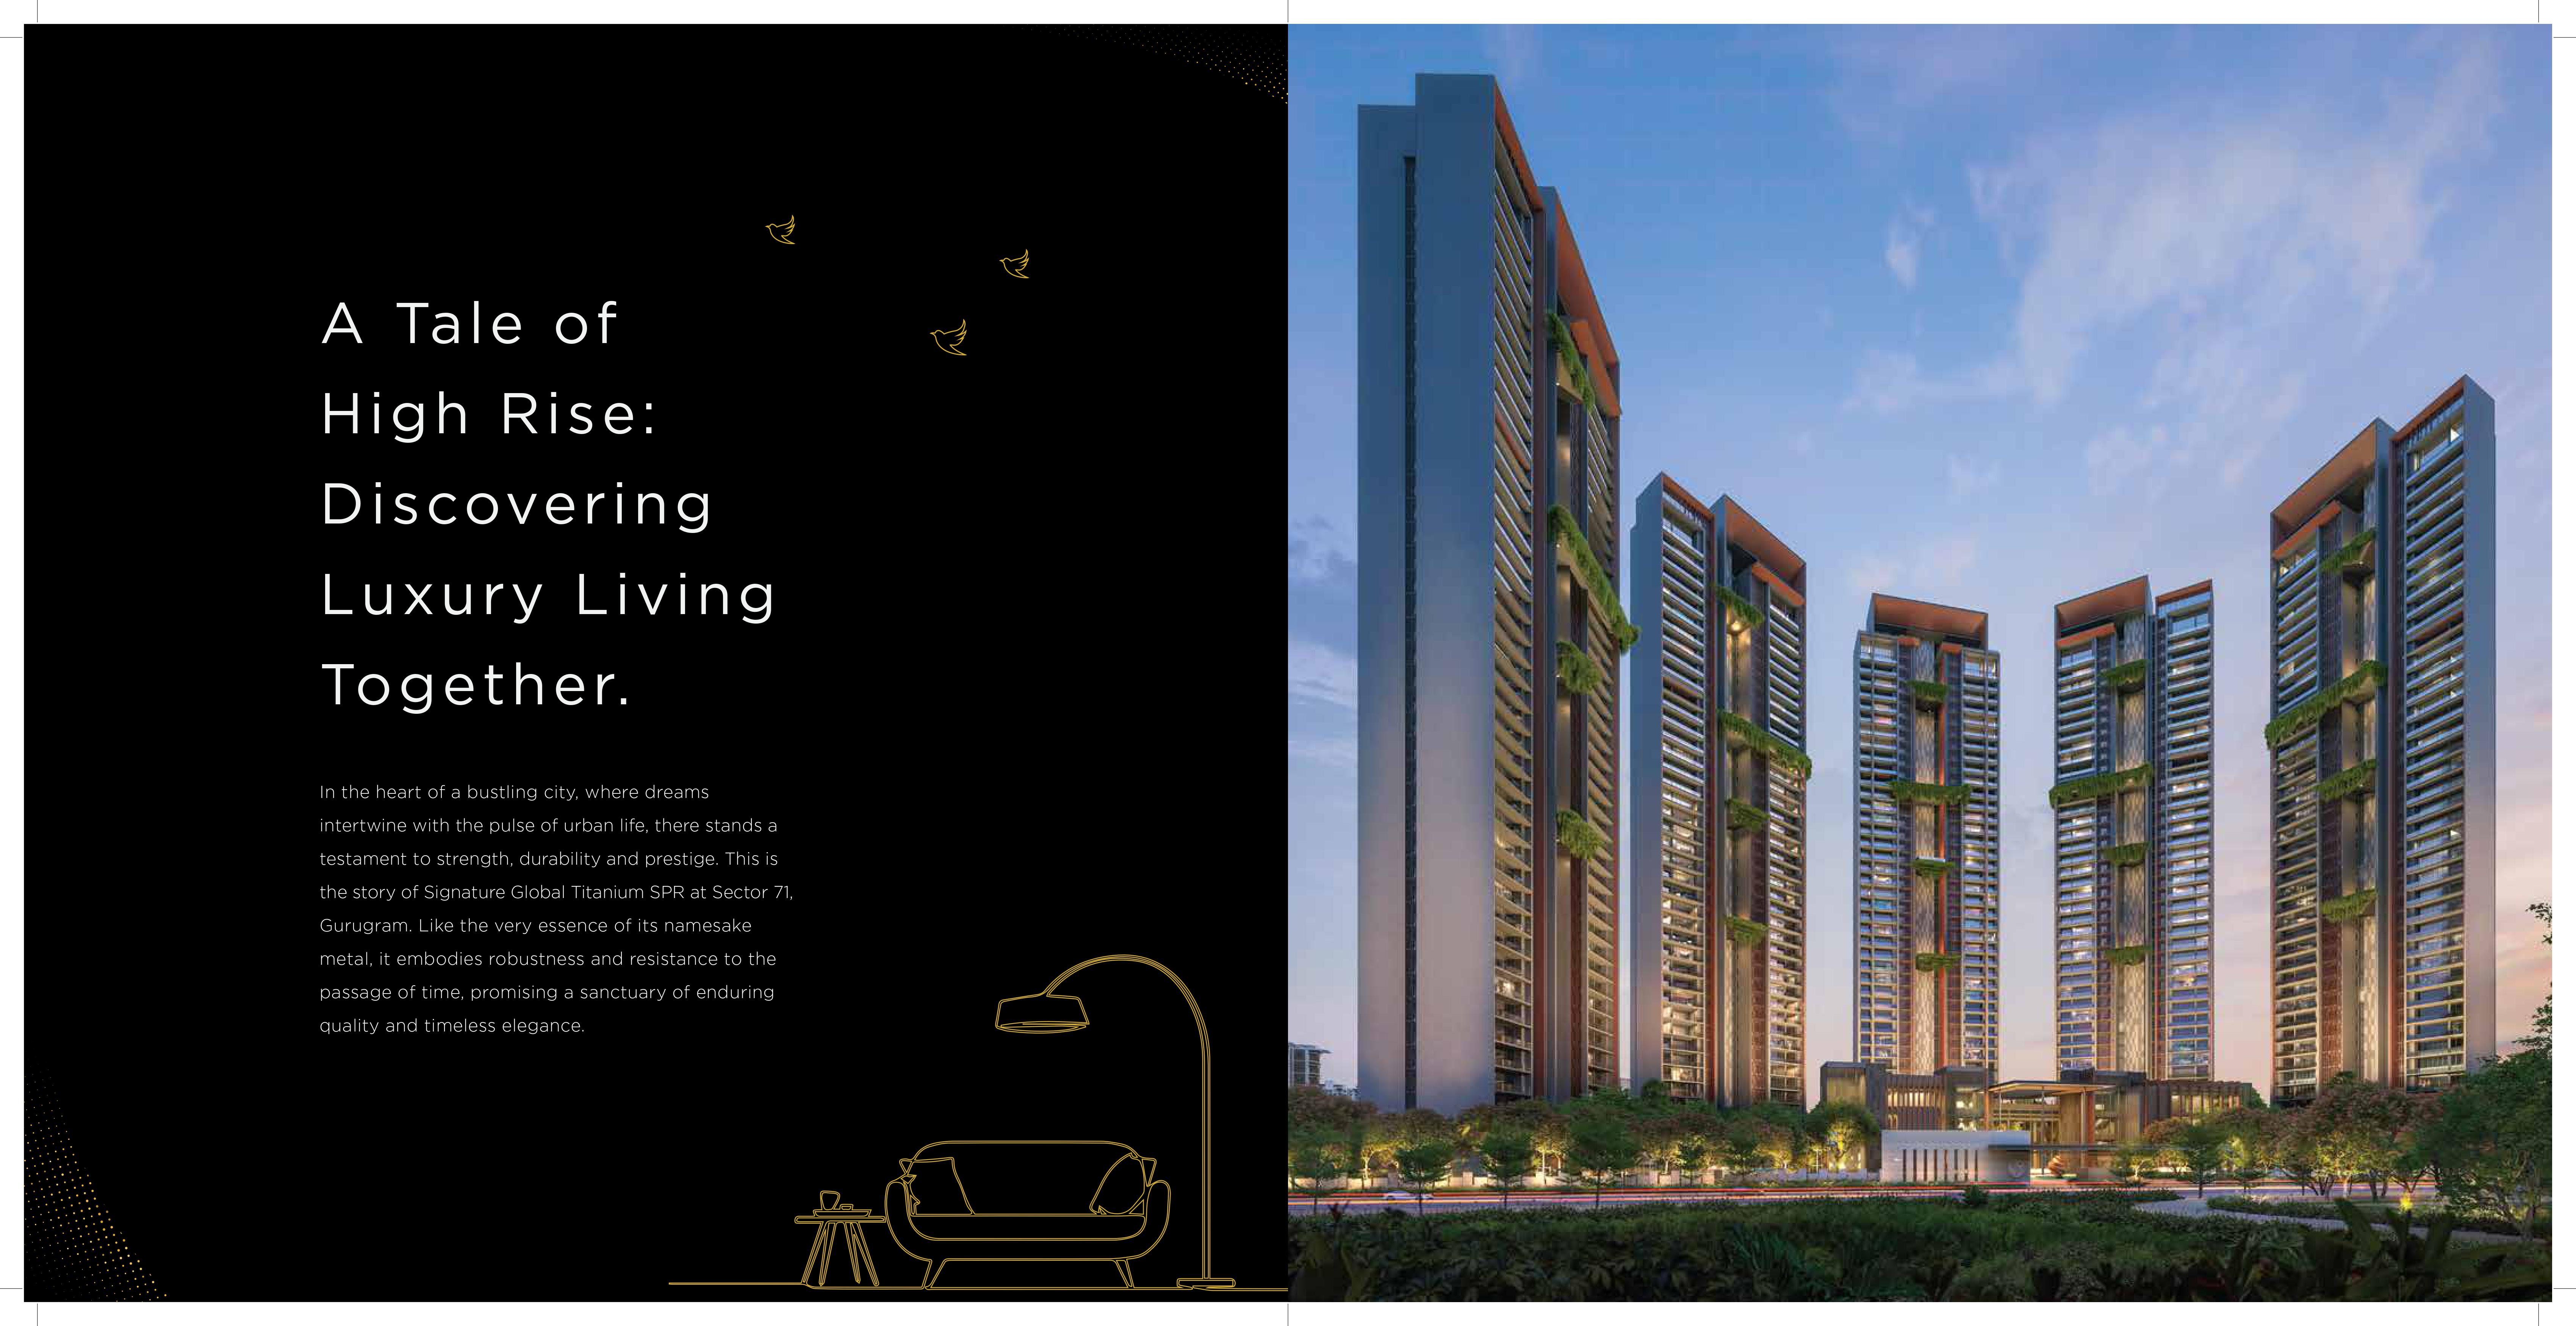 A Tale of
High Rise:
Discovering
Luxury Living
Together.
In the heart of a bustling city, where dreams
intertwine with the pulse of urban life, there stands a
testament to strength, durability and prestige. This is
the story of Signature Global Titanium SPR at Sector 71,
Gurugram. Like the very essence of its namesake
metal, it embodies robustness and resistance to the
passage of time, promising a sanctuary of enduring
quality and timeless elegance.